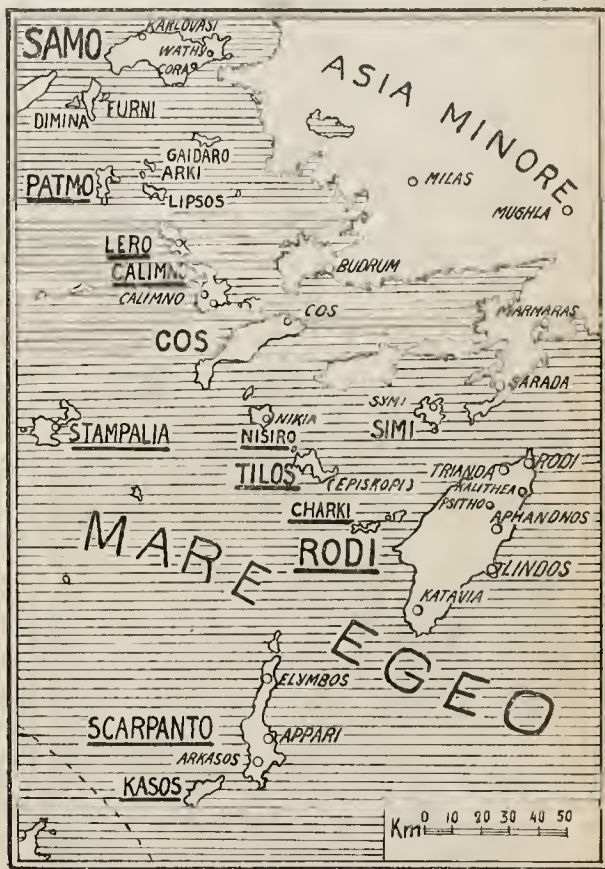 KARLOVASI
SAMO
WATHY
CORA
ASIA MINORE
DIMINA
FURNI
GAIDARO
ARKI
PATMO
LIPSOS
MILAS
MUGHLA
LERO
CALIMNO
CALIMNO
BUDRUM
COS
COS
MARMARAS
SARADA
SYMI
SIMI
STAMPALIA
NIKIA
NISIRO
TILOS
(EPISKOPI)
TRIANDA
RODI
KALITHEA
PSITHO
CHARKI
APHANDNOS
RODI
LINDOS
KATAVIA
MARE EGEO
ELYMBOS
SCARPANTO
APPARI
ARKASOS
KASOS
Km 0 10 20 30 40 50